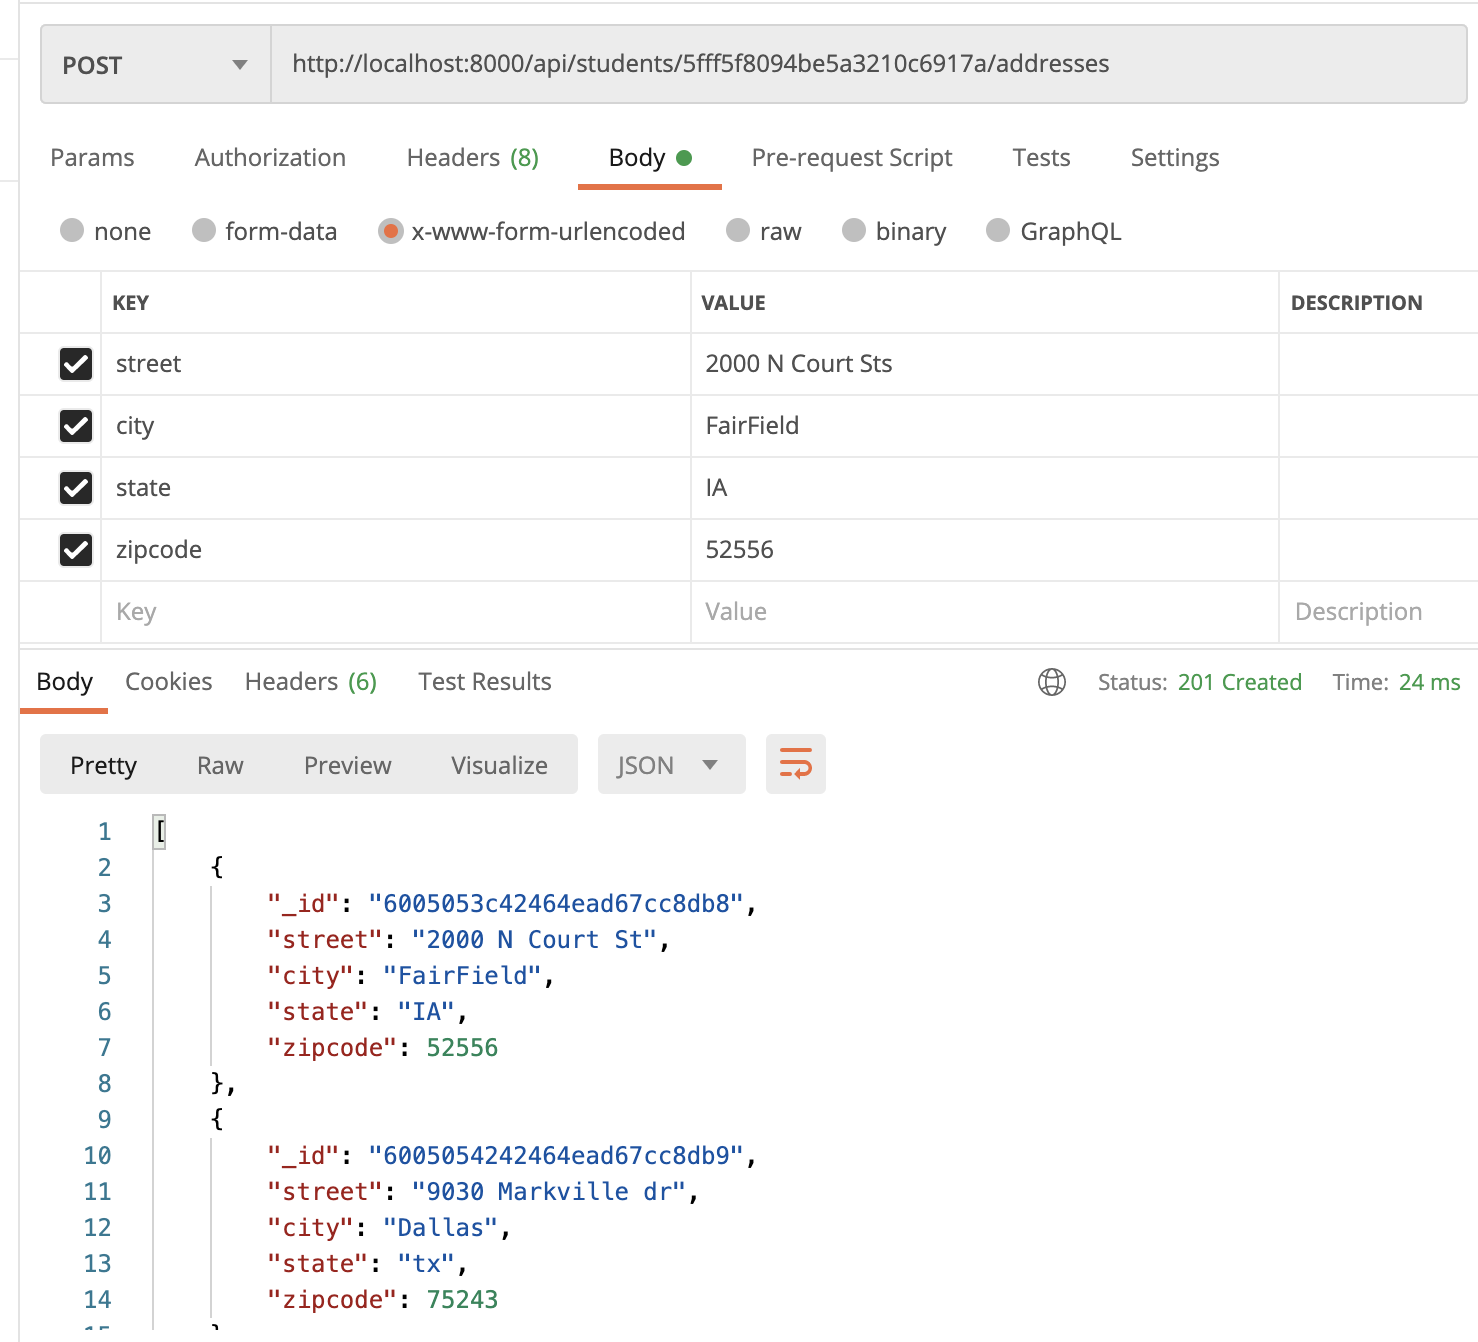 POST http://localhost:8000/api/students/5fff5f8094be5a3210c6917a/addresses
Params Authorization Headers (8) Body Pre-request Script Tests Settings
none form-data x-www-form-urlencoded raw binary GraphQL
KEY VALUE DESCRIPTION
street 2000 N Court Sts
city FairField
state IA
zipcode 52556
Key Value Description
Body Cookies Headers (6) Test Results Status: 201 Created Time: 24 ms
Pretty Raw Preview Visualize JSON
1 [
2 {
3 "_id": "6005053c42464ead67cc8db8",
4 "street": "2000 N Court St",
5 "city": "FairField",
6 "state": "IA",
7 "zipcode": 52556
8 },
9 {
10 "_id": "6005054242464ead67cc8db9",
11 "street": "9030 Markville dr",
12 "city": "Dallas",
13 "state": "tx",
14 "zipcode": 75243